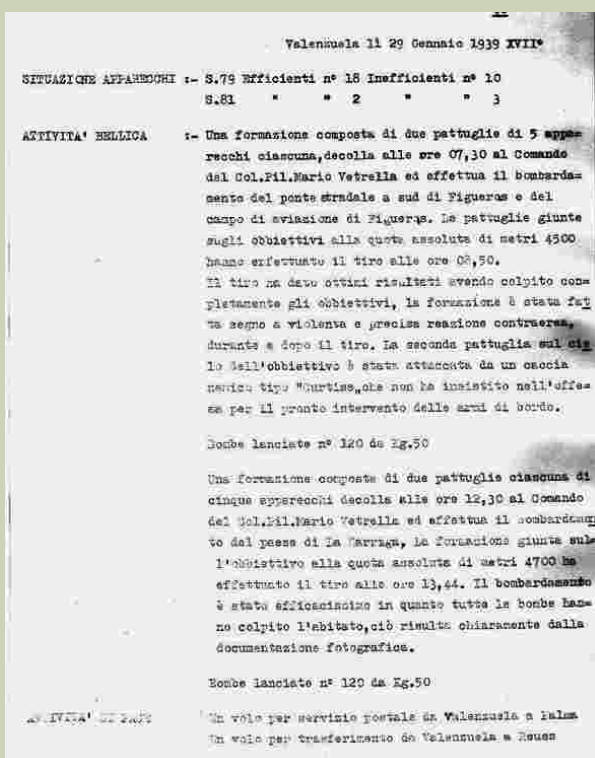 Valenzuela li 29 Gennaio 1939 XVII°
SITUAZIONE APPARECCHI :- S.79 Efficienti n° 18 Inefficienti n° 10
S.81 " " 2 " " 3
ATTIVITA' BELLICA :- Una formazione composta di due pattuglie di 5 appa=
recchi ciascuna,decolla alle ore 07,30 al Comando
del Col.Pil.Mario Vetrella ed effettua il bombarda=
mento del ponte stradale a sud di Figueras e del
campo di aviazione di Figueras. Le pattuglie giunte
sugli obbiettivi alla quota assoluta di metri 4500
hanno effettuato il tiro alle ore 08,50.
Il tiro ha dato ottimi risultati avendo colpito com=
pletamente gli obbiettivi, la formazione è stata fat
ta segno a violenta e precisa reazione contraerea,
durante e dopo il tiro. La seconda pattuglia sul cie
lo dell'obbiettivo è stata attaccata da un caccia
nemico tipo "Curtiss„che non ha insistito nell'offe=
sa per il pronto intervento delle armi di bordo.
Bombe lanciate n° 120 da Kg.50
Una formazione composta di due pattuglie ciascuna di
cinque apparecchi decolla alle ore 12,30 al Comando
del Col.Pil.Mario Vetrella ed effettua il bombardamen
to del paese di La Garriga, la formazione giunta sul=
l'obbiettivo alla quota assoluta di metri 4700 ha
effettuato il tiro alle ore 13,44. Il bombardamento
è stato efficacissimo in quanto tutte le bombe han=
no colpito l'abitato,ciò risulta chiaramente dalla
documentazione fotografica.
Bombe lanciate n° 120 da Kg.50
ATTIVITA' DI Un volo per servizio postale da Valenzuela a Palma
Un volo per trasferimento da Valenzuela a Reuss